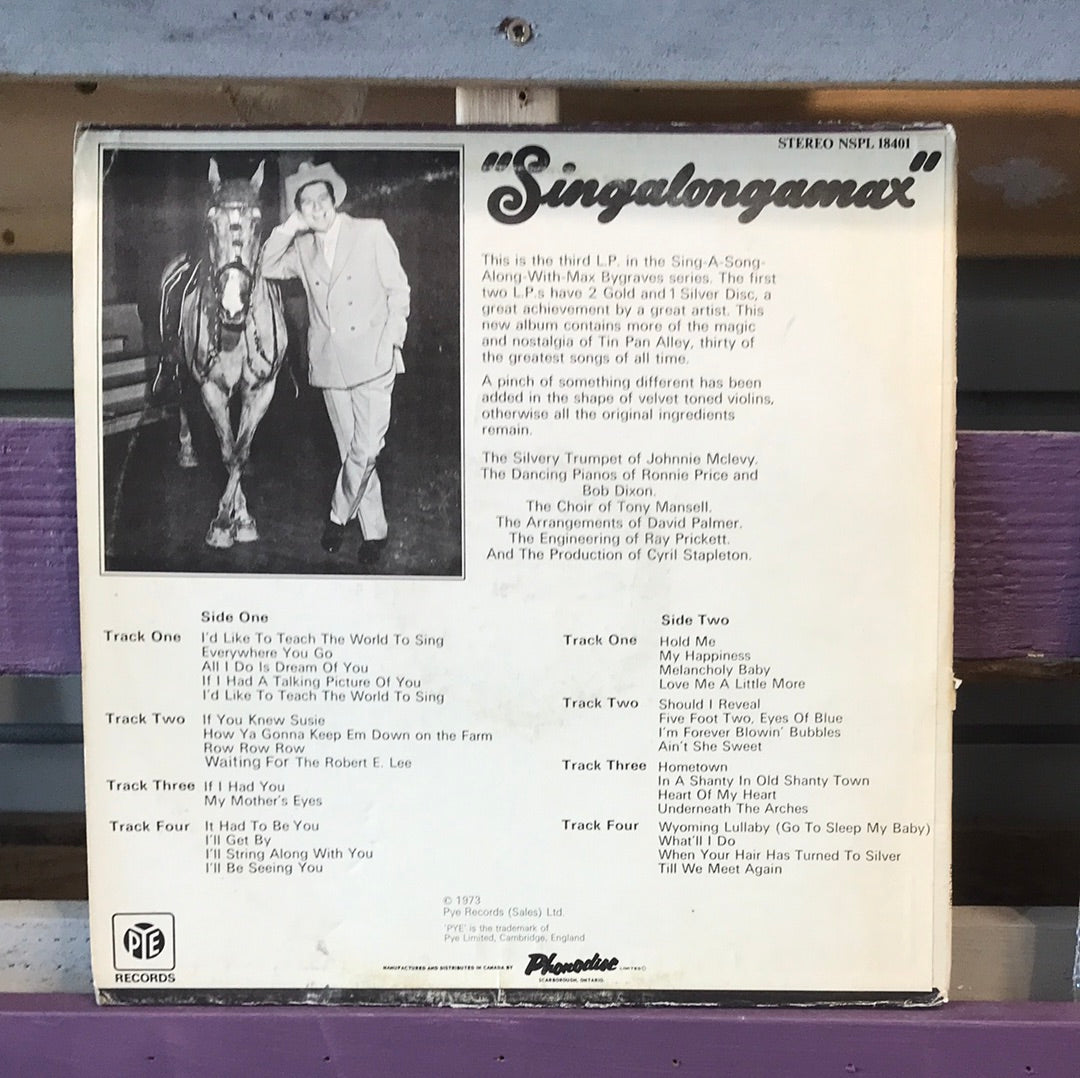 STEREO NSPL 18401
"Singalongamax"
This is the third L.P. in the Sing-A-Song-
Along-With-Max Bygraves series. The first
two L.P.s have 2 Gold and 1 Silver Disc, a
great achievement by a great artist. This
new album contains more of the magic
and nostalgia of Tin Pan Alley, thirty of
the greatest songs of all time.
A pinch of something different has been
added in the shape of velvet toned violins,
otherwise all the original ingredients
remain.
The Silvery Trumpet of Johnnie Mclevy.
The Dancing Pianos of Ronnie Price and
Bob Dixon.
The Choir of Tony Mansell.
The Arrangements of David Palmer.
The Engineering of Ray Prickett.
And The Production of Cyril Stapleton.
Side One
Track One I'd Like To Teach The World To Sing
Everywhere You Go
All I Do Is Dream Of You
If I Had A Talking Picture Of You
I'd Like To Teach The World To Sing
Track Two If You Knew Susie
How Ya Gonna Keep Em Down on the Farm
Row Row Row
Waiting For The Robert E. Lee
Track Three If I Had You
My Mother's Eyes
Track Four It Had To Be You
I'll Get By
I'll String Along With You
I'll Be Seeing You
Side Two
Track One Hold Me
My Happiness
Melancholy Baby
Love Me A Little More
Track Two Should I Reveal
Five Foot Two, Eyes Of Blue
I'm Forever Blowin' Bubbles
Ain't She Sweet
Track Three Hometown
In A Shanty In Old Shanty Town
Heart Of My Heart
Underneath The Arches
Track Four Wyoming Lullaby (Go To Sleep My Baby)
What'll I Do
When Your Hair Has Turned To Silver
Till We Meet Again
© 1973
Pye Records (Sales) Ltd.
'PYE' is the trademark of
Pye Limited, Cambridge, England
PYE
RECORDS
MANUFACTURED AND DISTRIBUTED IN CANADA BY Phonodisc LIMITED
SCARBOROUGH, ONTARIO